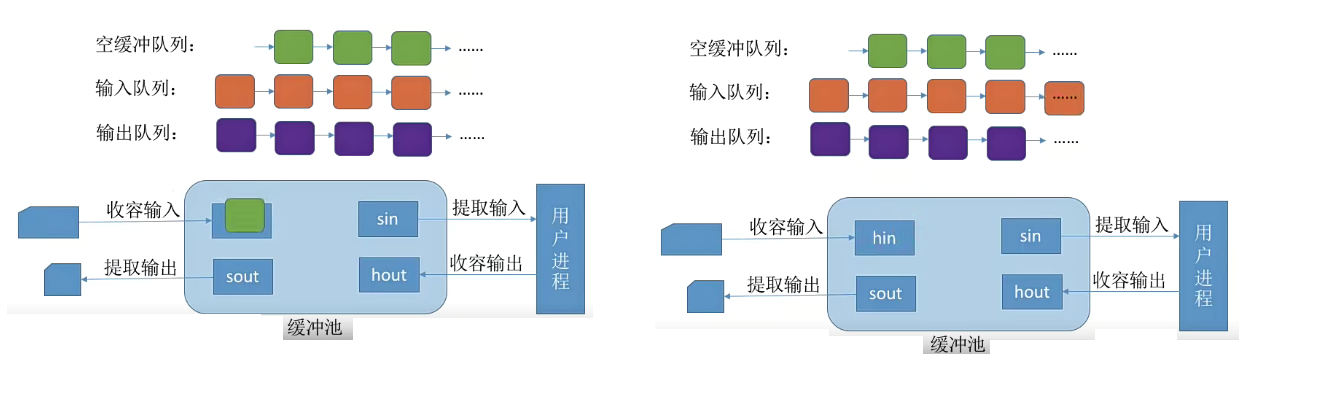 空缓冲队列： ......
输入队列： ......
输出队列： ......
收容输入
sin
提取输入
提取输出
sout
hout
收容输出
用户进程
缓冲池
空缓冲队列： ......
输入队列： ......
输出队列： ......
收容输入
hin
sin
提取输入
提取输出
sout
hout
收容输出
用户进程
缓冲池